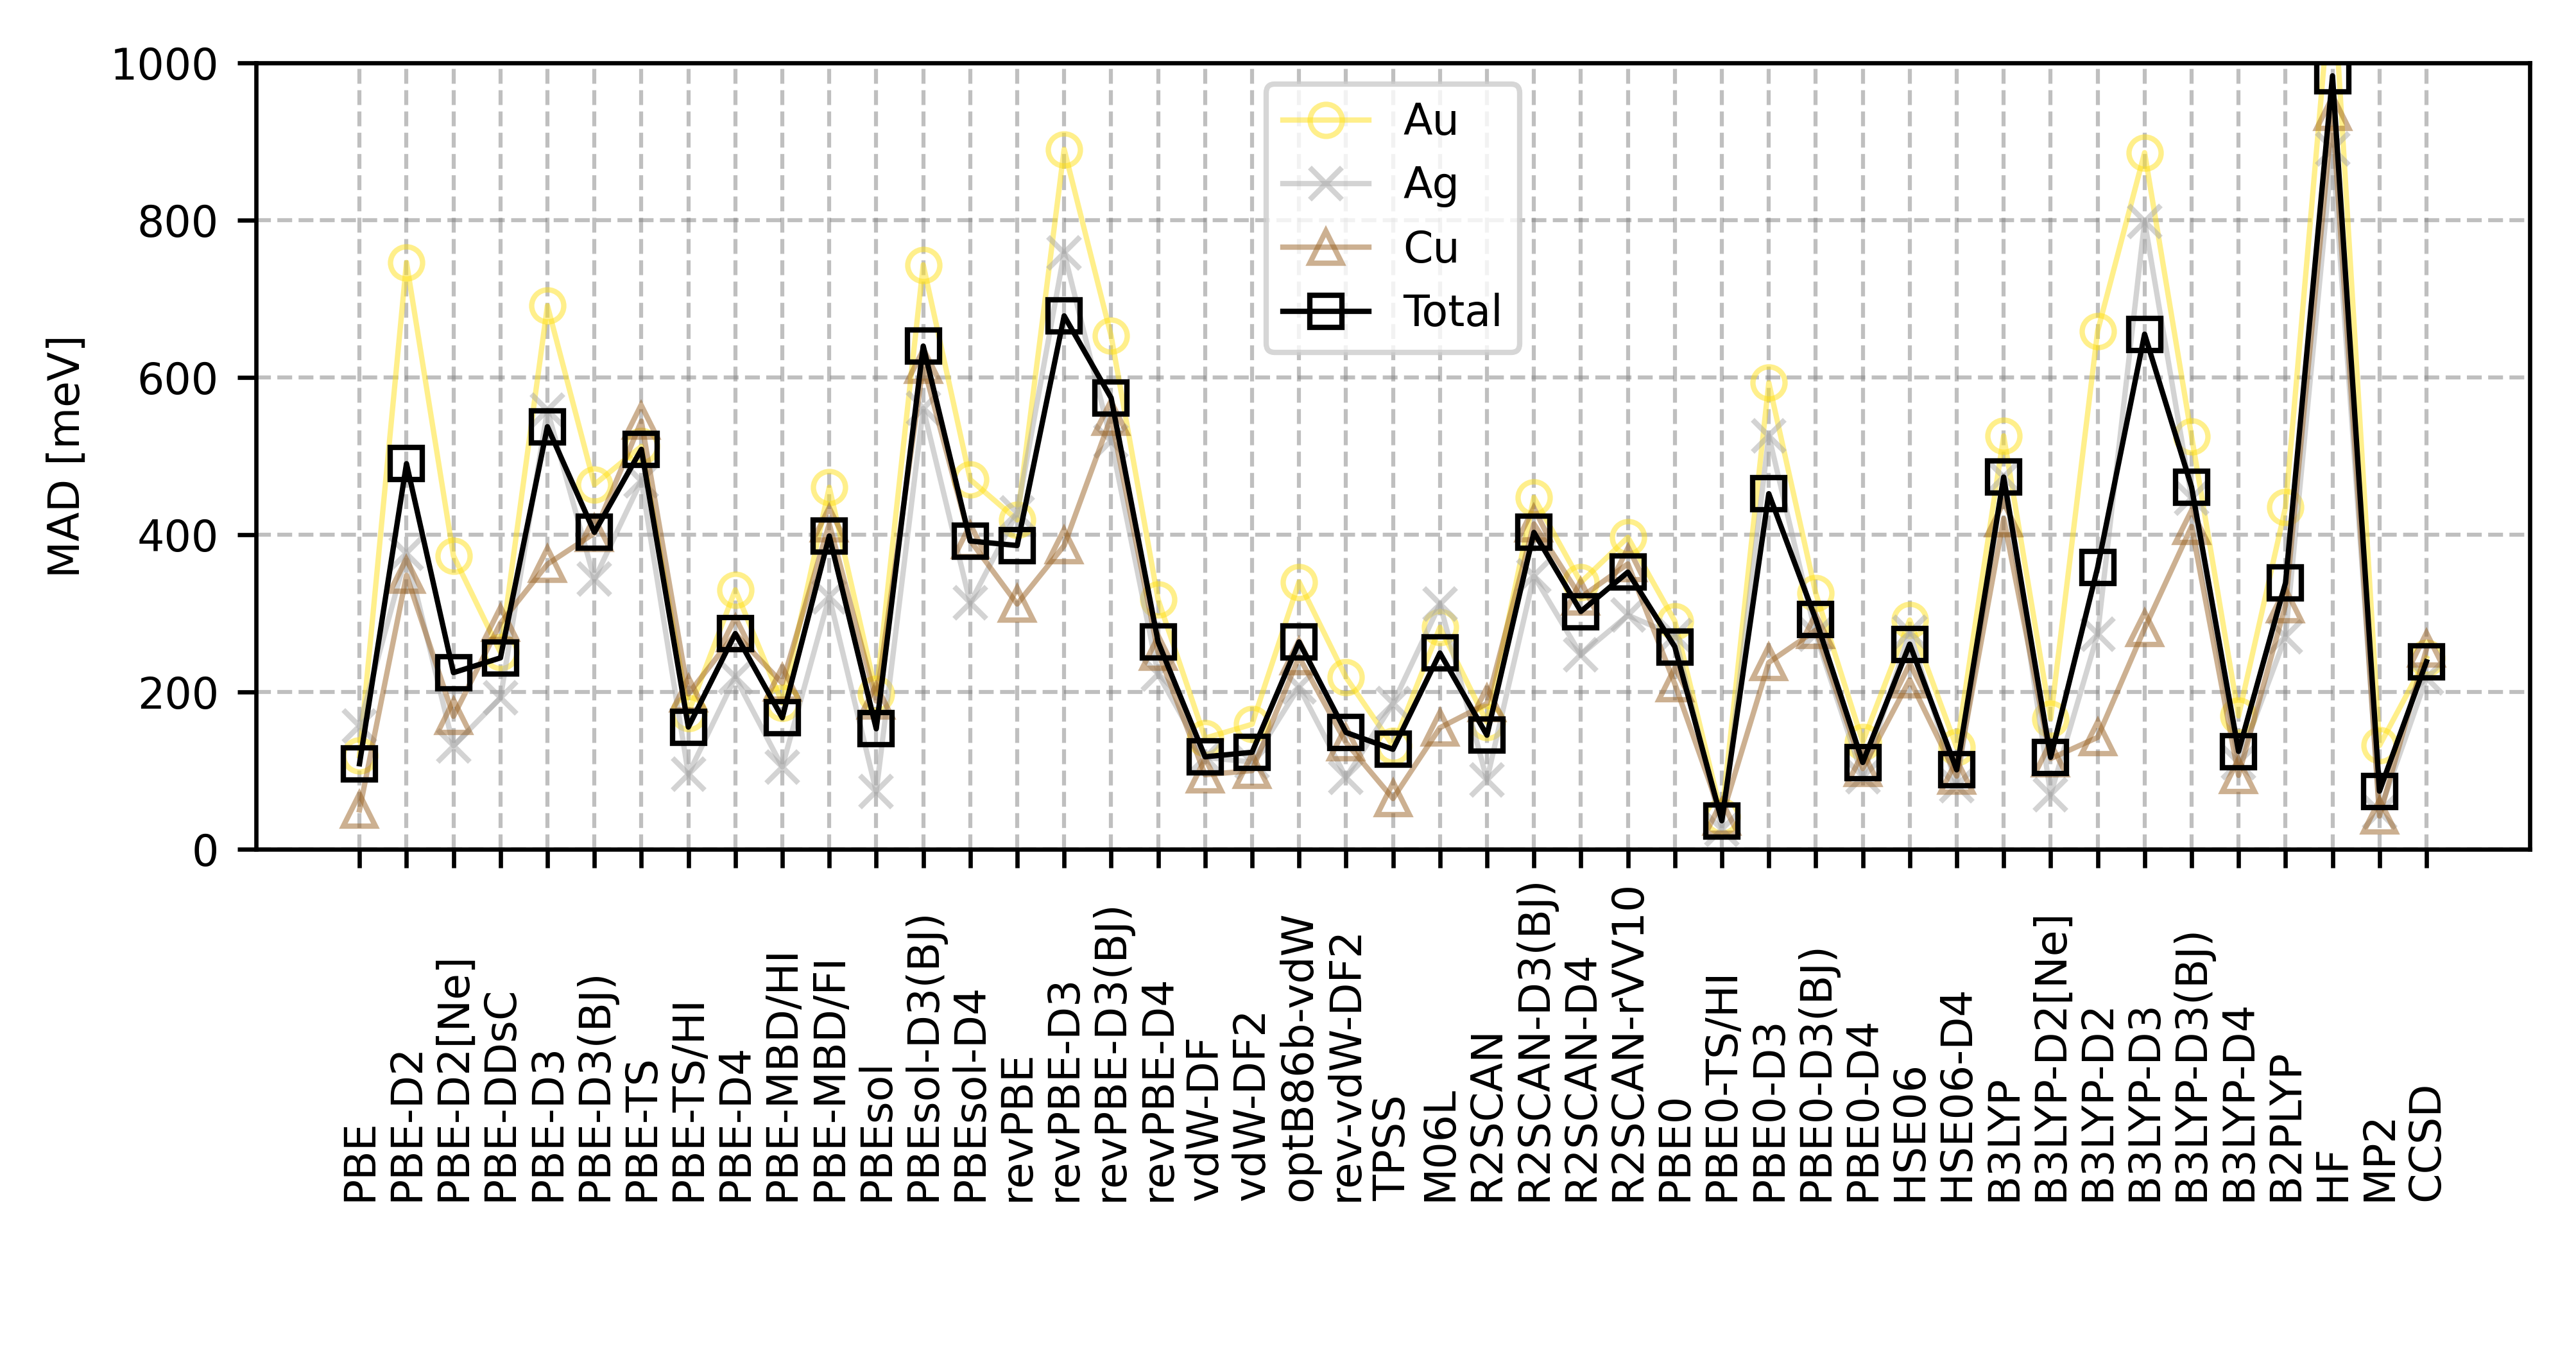 MAD [meV]
1000
800
600
400
200
0
Au
Ag
Cu
Total
PBE
PBE-D2
PBE-D2[Ne]
PBE-DDsC
PBE-D3
PBE-D3(BJ)
PBE-TS
PBE-TS/HI
PBE-D4
PBE-MBD/HI
PBE-MBD/FI
PBEsol
PBEsol-D3(BJ)
PBEsol-D4
revPBE
revPBE-D3
revPBE-D3(BJ)
revPBE-D4
vdW-DF
vdW-DF2
optB86b-vdW
rev-vdW-DF2
TPSS
M06L
R2SCAN
R2SCAN-D3(BJ)
R2SCAN-D4
R2SCAN-rVV10
PBE0
PBE0-TS/HI
PBE0-D3
PBE0-D3(BJ)
PBE0-D4
HSE06
HSE06-D4
B3LYP
B3LYP-D2[Ne]
B3LYP-D2
B3LYP-D3
B3LYP-D3(BJ)
B3LYP-D4
B2PLYP
HF
MP2
CCSD